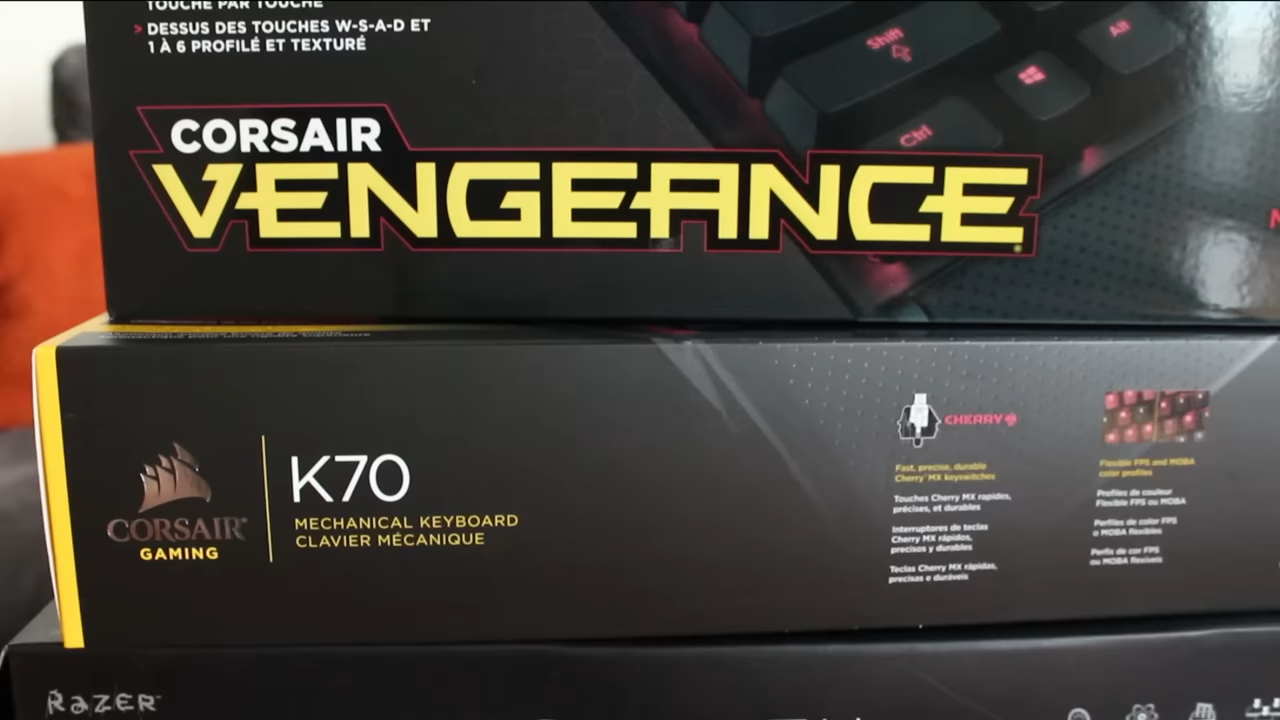 TOUCHE PAR TOUCHE
> DESSUS DES TOUCHES W-S-A-D ET
1 À 6 PROFILÉ ET TEXTURÉ
Shift
Alt
Ctrl
CORSAIR
VENGEANCE
CORSAIR
GAMING
K70
MECHANICAL KEYBOARD
CLAVIER MÉCANIQUE
CHERRY
Fast, precise, durable
Cherry MX keyswitches
Touches Cherry MX rapides,
précises, et durables
Interruptores de teclas
Cherry MX rápidos,
precisos y durables
Teclas Cherry MX rápidas,
precisas e duráveis
Flexible FPS and MOBA
color profiles
Profiles de couleur
Flexible FPS ou MOBA
Perfiles de color FPS
o MOBA flexibles
Perfis de cor FPS
ou MOBA flexíveis
RAZER